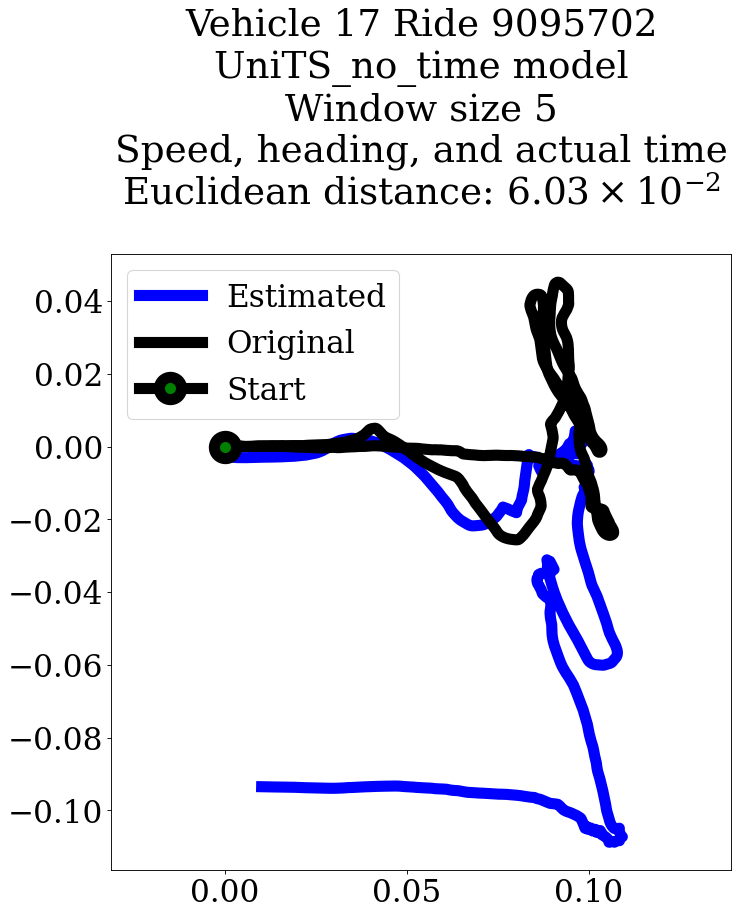 Vehicle 17 Ride 9095702
UniTS_no_time model
Window size 5
Speed, heading, and actual time
Euclidean distance: 6.03 × 10⁻²
Estimated
Original
Start
0.04
0.02
0.00
−0.02
−0.04
−0.06
−0.08
−0.10
0.00 0.05 0.10